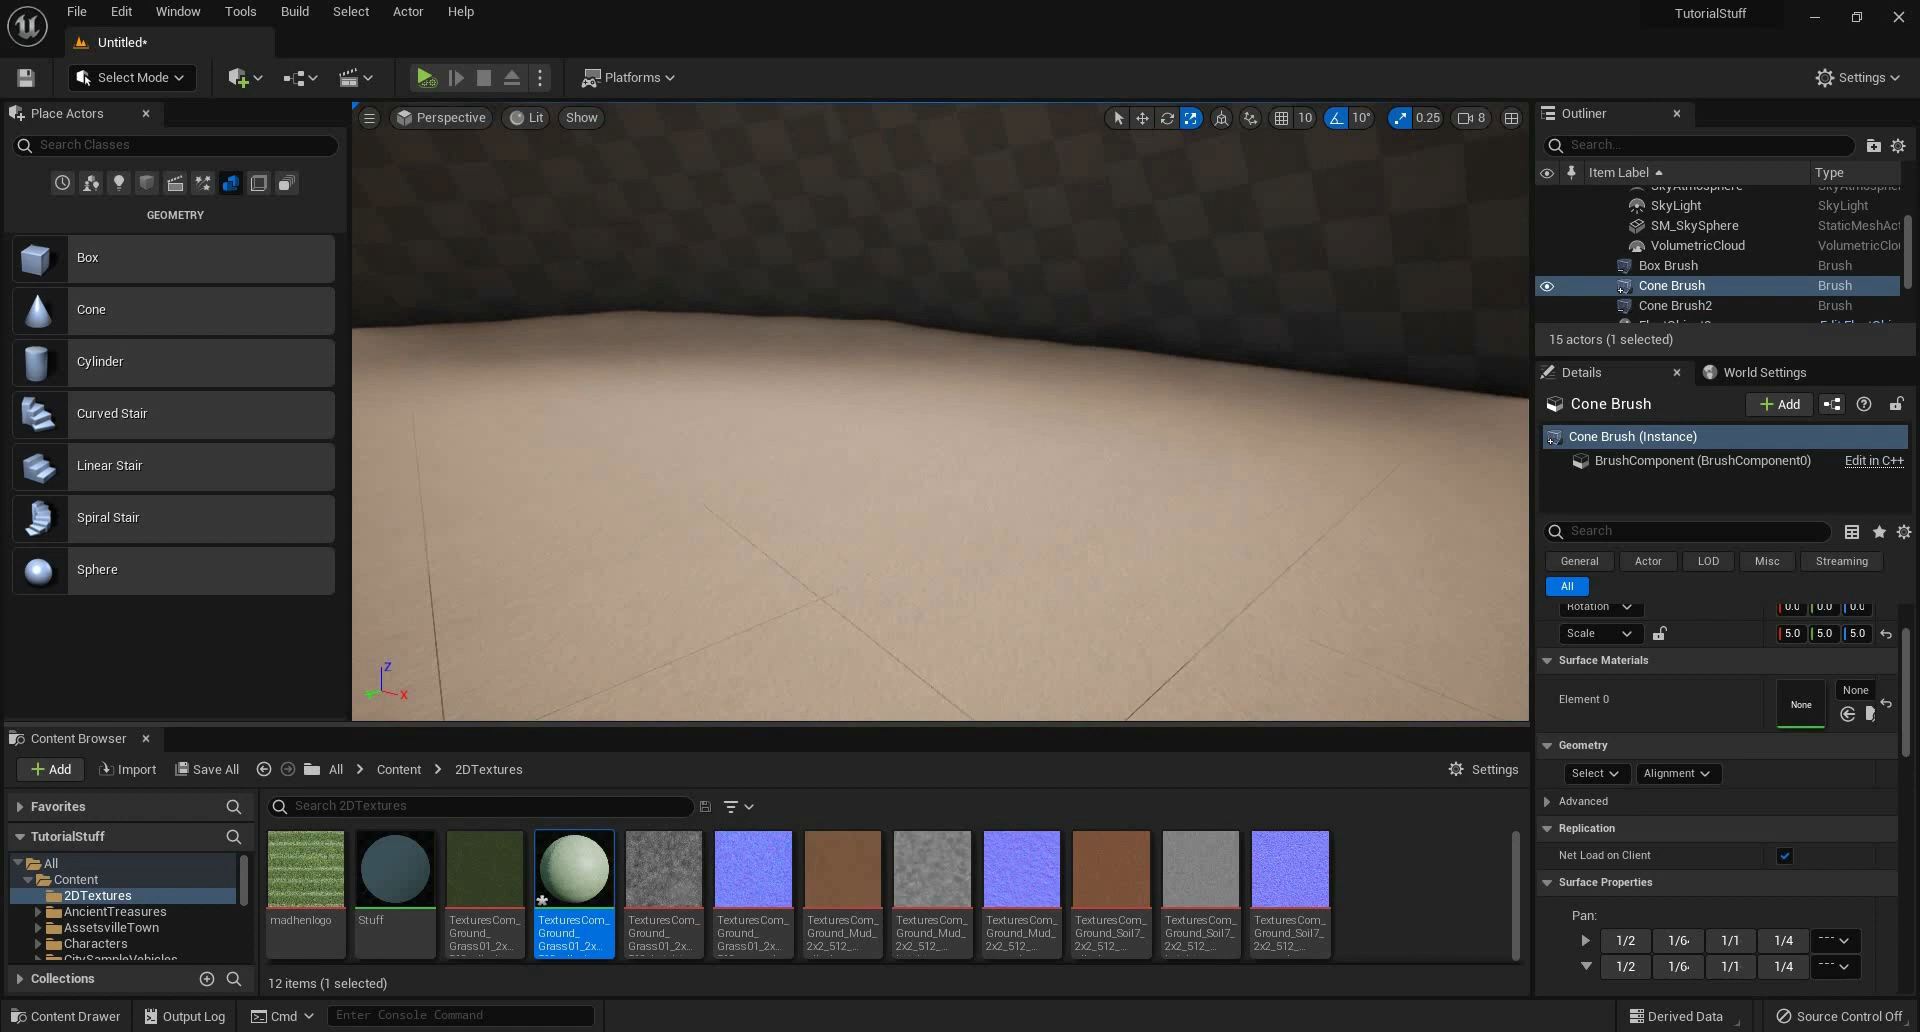 File Edit Window Tools Build Select Actor Help
TutorialStuff
Untitled*
Select Mode
Platforms
Settings
Place Actors
Search Classes
GEOMETRY
Box
Cone
Cylinder
Curved Stair
Linear Stair
Spiral Stair
Sphere
Perspective Lit Show
10 10° 0.25 8
Z
X
Outliner
Search...
Item Label Type
SkyAtmosphere
SkyLight SkyLight
SM_SkySphere StaticMeshAct
VolumetricCloud VolumetricClou
Box Brush Brush
Cone Brush Brush
Cone Brush2 Brush
15 actors (1 selected)
Details World Settings
Cone Brush + Add
Cone Brush (Instance)
BrushComponent (BrushComponent0) Edit in C++
Search
General Actor LOD Misc Streaming
All
Rotation 0.0 0.0 0.0
Scale 5.0 5.0 5.0
Surface Materials
Element 0 None None
Geometry
Select Alignment
Advanced
Replication
Net Load on Client
Surface Properties
Pan:
1/2 1/6 1/1 1/4 ---
1/2 1/6 1/1 1/4 ---
Content Browser
+ Add Import Save All All > Content > 2DTextures Settings
Favorites
Search 2DTextures
TutorialStuff
All
Content
2DTextures
AncientTreasures
AssetsvilleTown
Characters
CitySampleVehicles
Collections
madhenlogo
Stuff
TexturesCom_
Ground_
Grass01_2x...
TexturesCom_
Ground_
Grass01_2x...
TexturesCom_
Ground_
Grass01_2x...
TexturesCom_
Ground_
Grass01_2x...
TexturesCom_
Ground_Mud_
2x2_512_...
TexturesCom_
Ground_Mud_
2x2_512_...
TexturesCom_
Ground_Mud_
2x2_512_...
TexturesCom_
Ground_Soil7_
2x2_512_...
TexturesCom_
Ground_Soil7_
2x2_512_...
TexturesCom_
Ground_Soil7_
2x2_512_...
12 items (1 selected)
Content Drawer Output Log Cmd Enter Console Command Derived Data Source Control Off